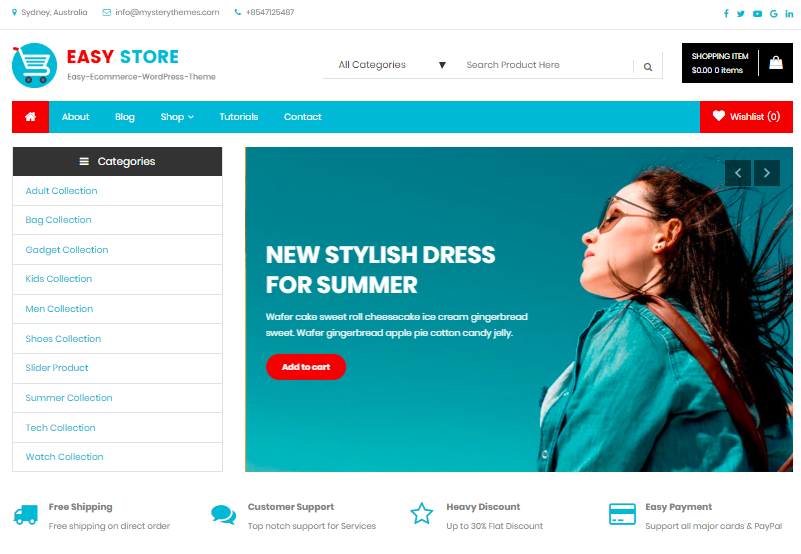 Sydney, Australia info@mysterythemes.com +8547125487
EASY STORE
Easy-Ecommerce-WordPress-Theme
All Categories Search Product Here
SHOPPING ITEM
$0.00 0 items
About Blog Shop Tutorials Contact Wishlist (0)
Categories
Adult Collection
Bag Collection
Gadget Collection
Kids Collection
Men Collection
Shoes Collection
Slider Product
Summer Collection
Tech Collection
Watch Collection
NEW STYLISH DRESS
FOR SUMMER
Wafer cake sweet roll cheesecake ice cream gingerbread
sweet. Wafer gingerbread apple pie cotton candy jelly.
Add to cart
Free Shipping
Free shipping on direct order
Customer Support
Top notch support for Services
Heavy Discount
Up to 30% Flat Discount
Easy Payment
Support all major cards & PayPal